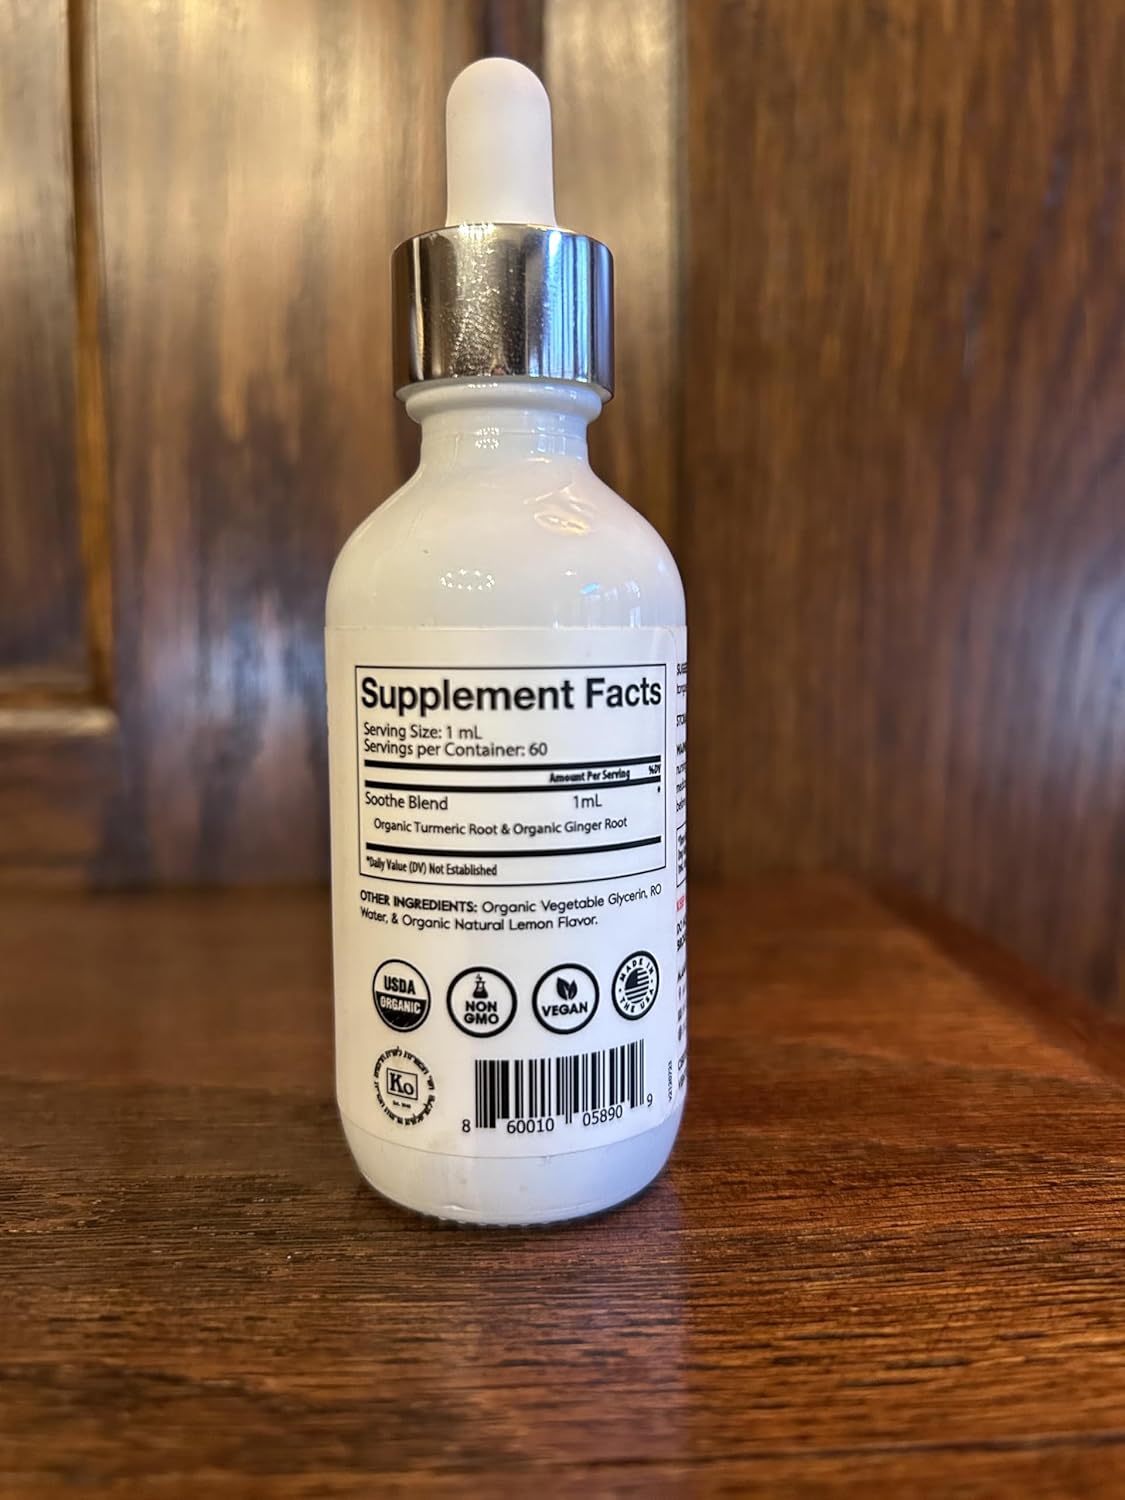 Supplement Facts
Serving Size: 1 mL
Servings per Container: 60
Amount Per Serving %DV
Soothe Blend 1mL *
Organic Turmeric Root & Organic Ginger Root
*Daily Value (DV) Not Established
OTHER INGREDIENTS: Organic Vegetable Glycerin, RO
Water, & Organic Natural Lemon Flavor.
USDA
ORGANIC
NON
GMO
VEGAN
MADE IN
THE USA
Ko
8 60010 05890 9